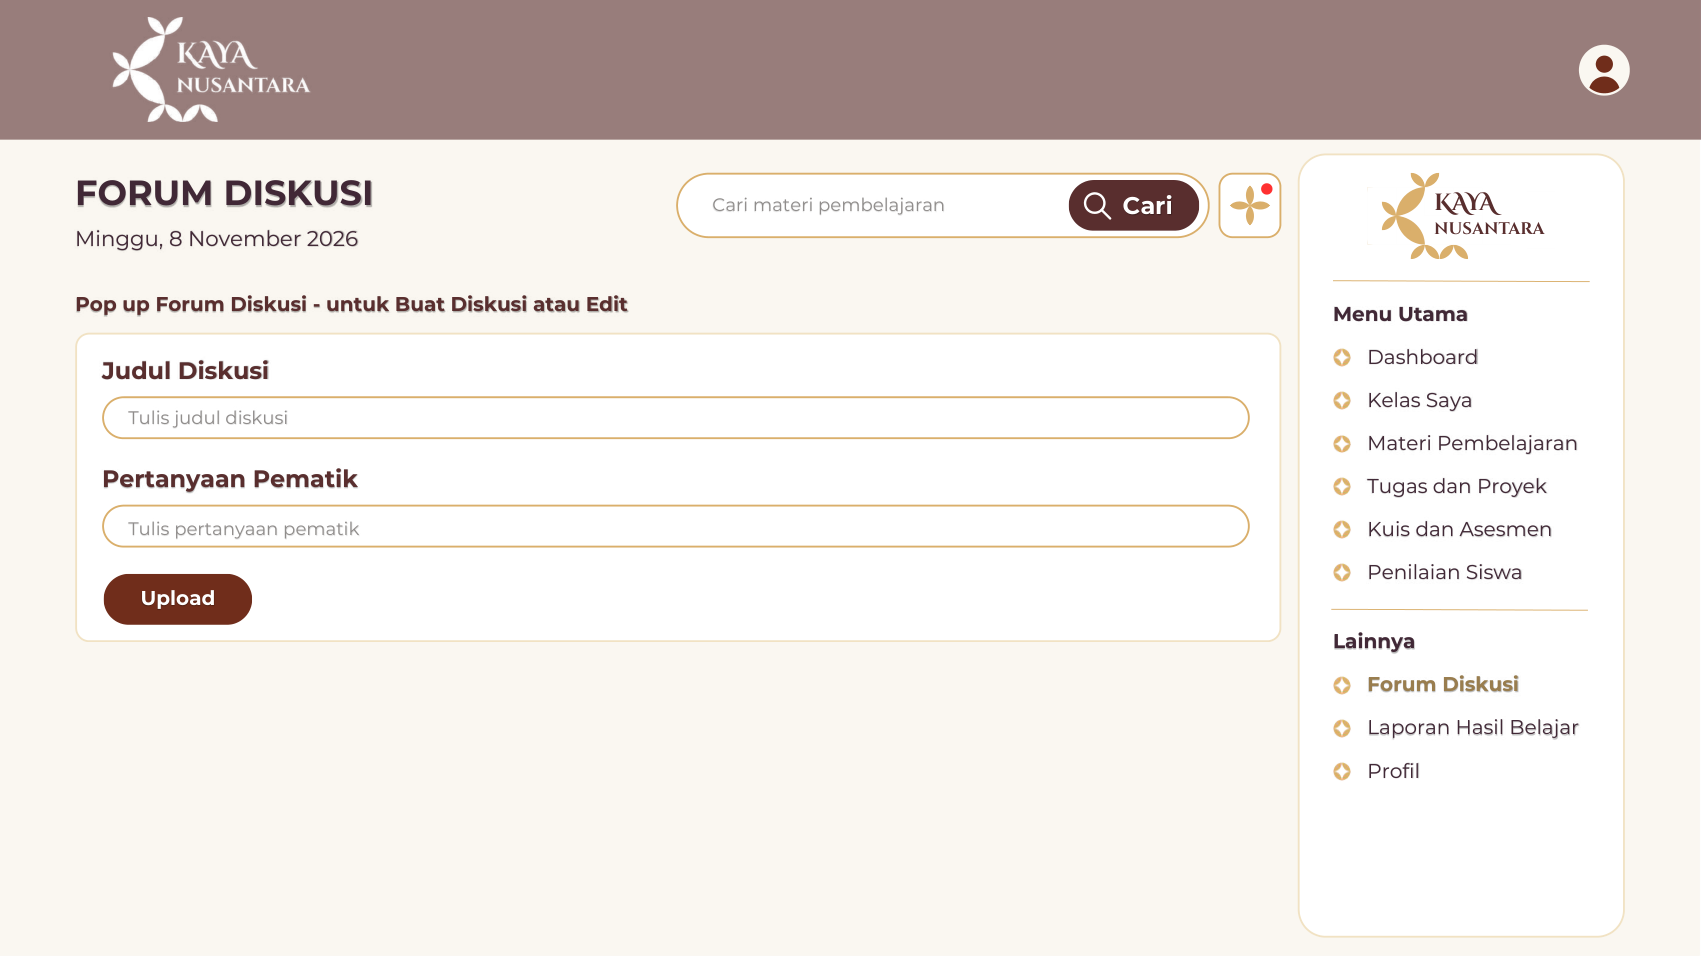 KAYA
NUSANTARA
FORUM DISKUSI
Minggu, 8 November 2026
Cari materi pembelajaran
Cari
Pop up Forum Diskusi - untuk Buat Diskusi atau Edit
Judul Diskusi
Tulis judul diskusi
Pertanyaan Pematik
Tulis pertanyaan pematik
Upload
KAYA
NUSANTARA
Menu Utama
Dashboard
Kelas Saya
Materi Pembelajaran
Tugas dan Proyek
Kuis dan Asesmen
Penilaian Siswa
Lainnya
Forum Diskusi
Laporan Hasil Belajar
Profil